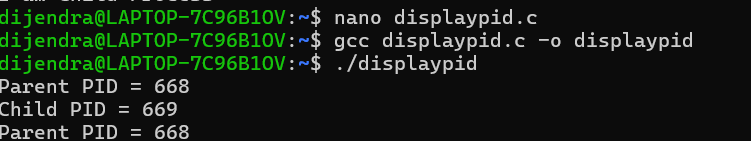 dijendra@LAPTOP-7C96B1OV:~$ nano displaypid.c
dijendra@LAPTOP-7C96B1OV:~$ gcc displaypid.c -o displaypid
dijendra@LAPTOP-7C96B1OV:~$ ./displaypid
Parent PID = 668
Child PID = 669
Parent PID = 668